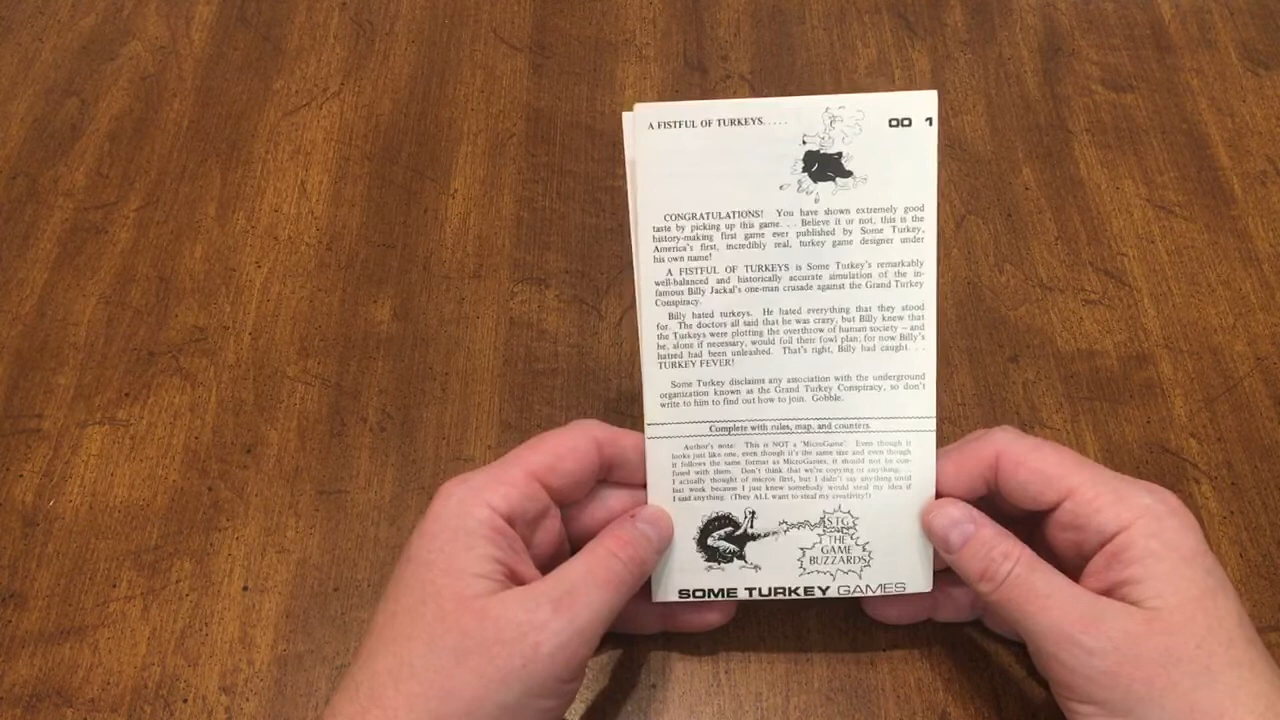 A FISTFUL OF TURKEYS.....
OO 1
CONGRATULATIONS! You have shown extremely good
taste by picking up this game. . . Believe it or not, this is the
history-making first game ever published by Some Turkey,
America's first, incredibly real, turkey game designer under
his own name!
A FISTFUL OF TURKEYS is Some Turkey's remarkably
well-balanced and historically accurate simulation of the in-
famous Billy Jackal's one-man crusade against the Grand Turkey
Conspiracy.
Billy hated turkeys. He hated everything that they stood
for. The doctors all said that he was crazy, but Billy knew that
the Turkeys were plotting the overthrow of human society – and
he, alone if necessary, would foil their fowl plan; for now Billy's
hatred had been unleashed. That's right, Billy had caught. . .
TURKEY FEVER!
Some Turkey disclaims any association with the underground
organization known as the Grand Turkey Conspiracy, so don't
write to him to find out how to join. Gobble.
Complete with rules, map, and counters.
Author's note: This is NOT a 'MicroGame'. Even though it
looks just like one, even though it's the same size and even though
it follows the same format as MicroGames, it should not be con-
fused with them. Don't think that we're copying or anything. . .
I actually thought of micros first, but I didn't say anything until
last week because I just knew somebody would steal my idea if
I said anything. (They ALL want to steal my creativity!)
S.T.G.
THE
GAME
BUZZARDS
SOME TURKEY GAMES